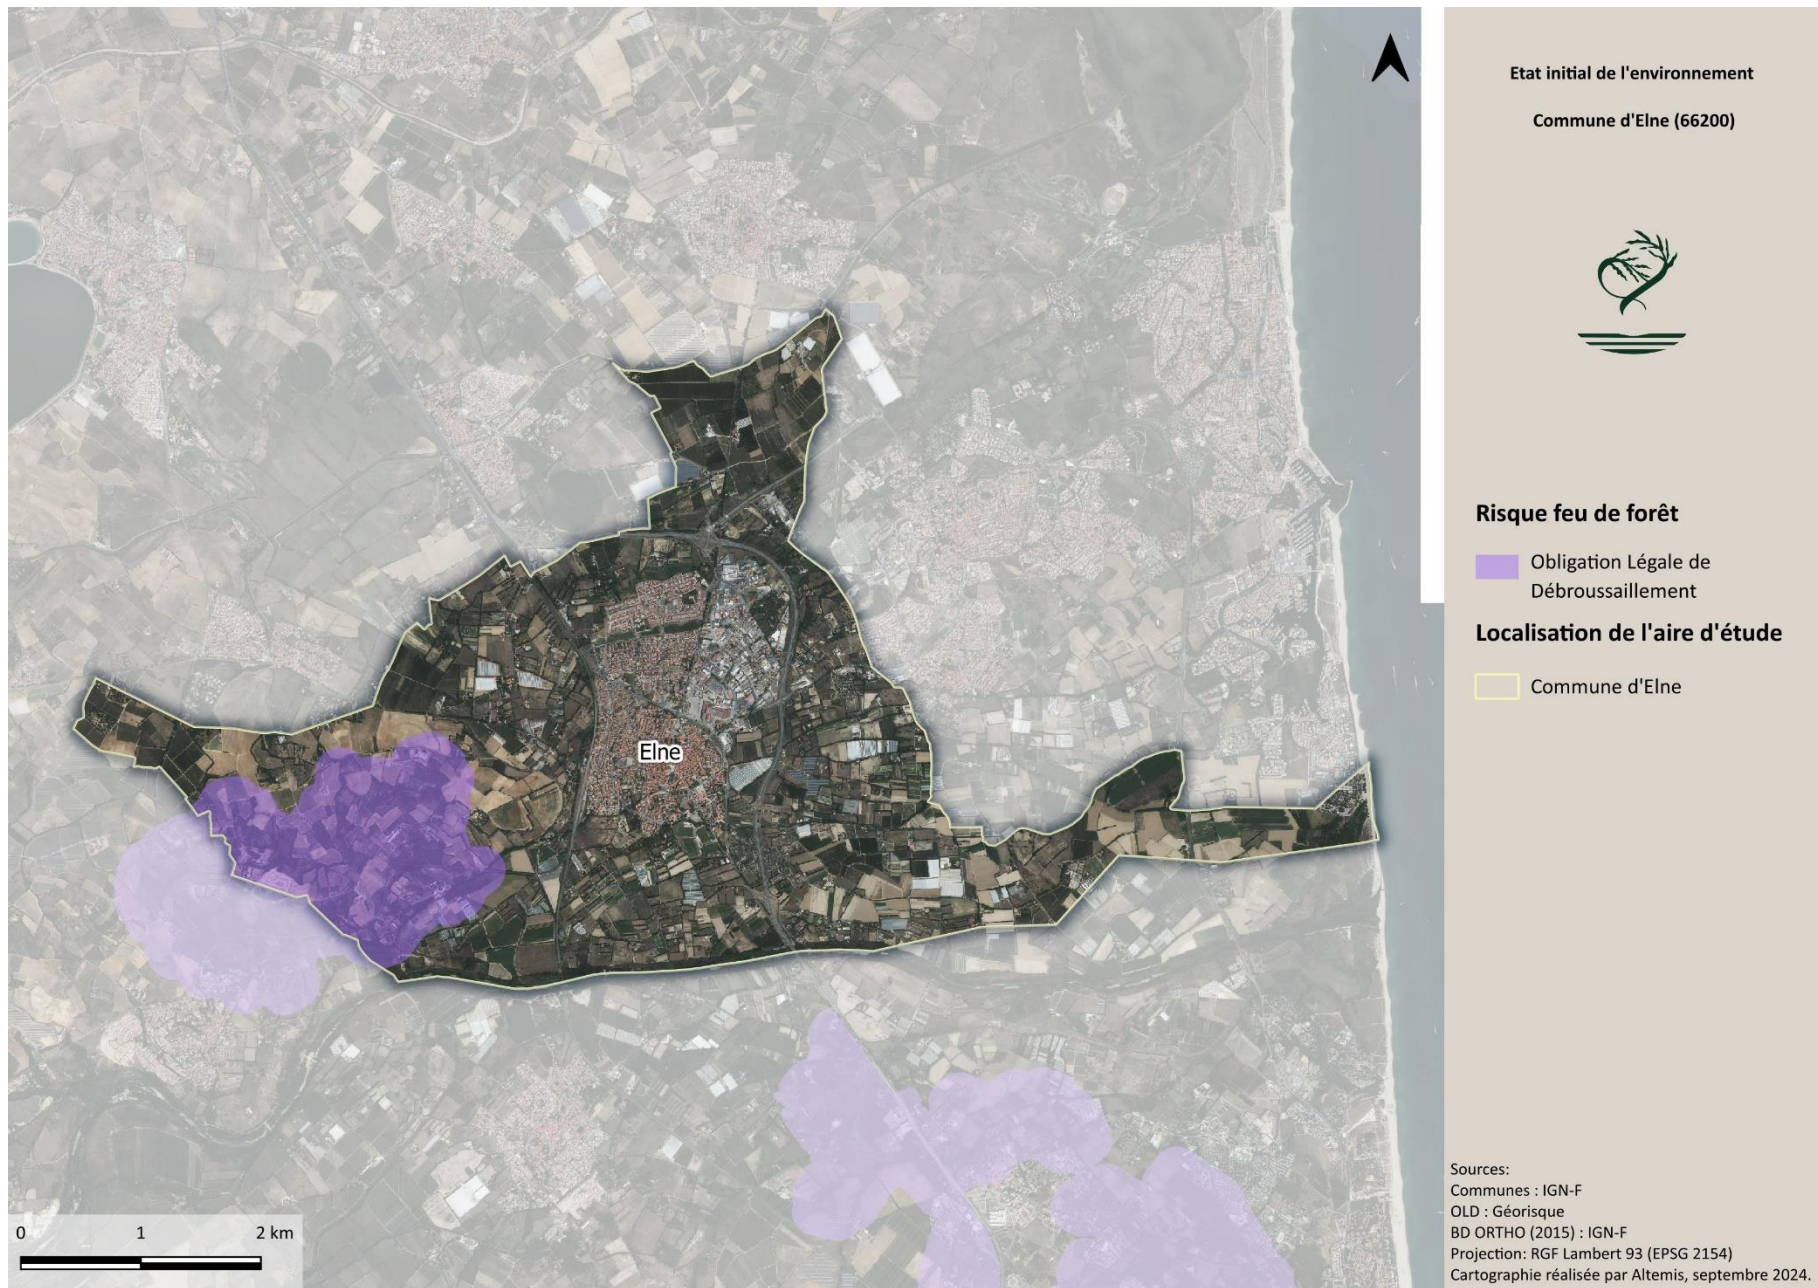 Etat initial de l'environnement
Commune d'Elne (66200)
Risque feu de forêt
Obligation Légale de
Débroussaillement
Localisation de l'aire d'étude
Commune d'Elne
Elne
0 1 2 km
Sources:
Communes : IGN-F
OLD : Géorisque
BD ORTHO (2015) : IGN-F
Projection: RGF Lambert 93 (EPSG 2154)
Cartographie réalisée par Altemis, septembre 2024.